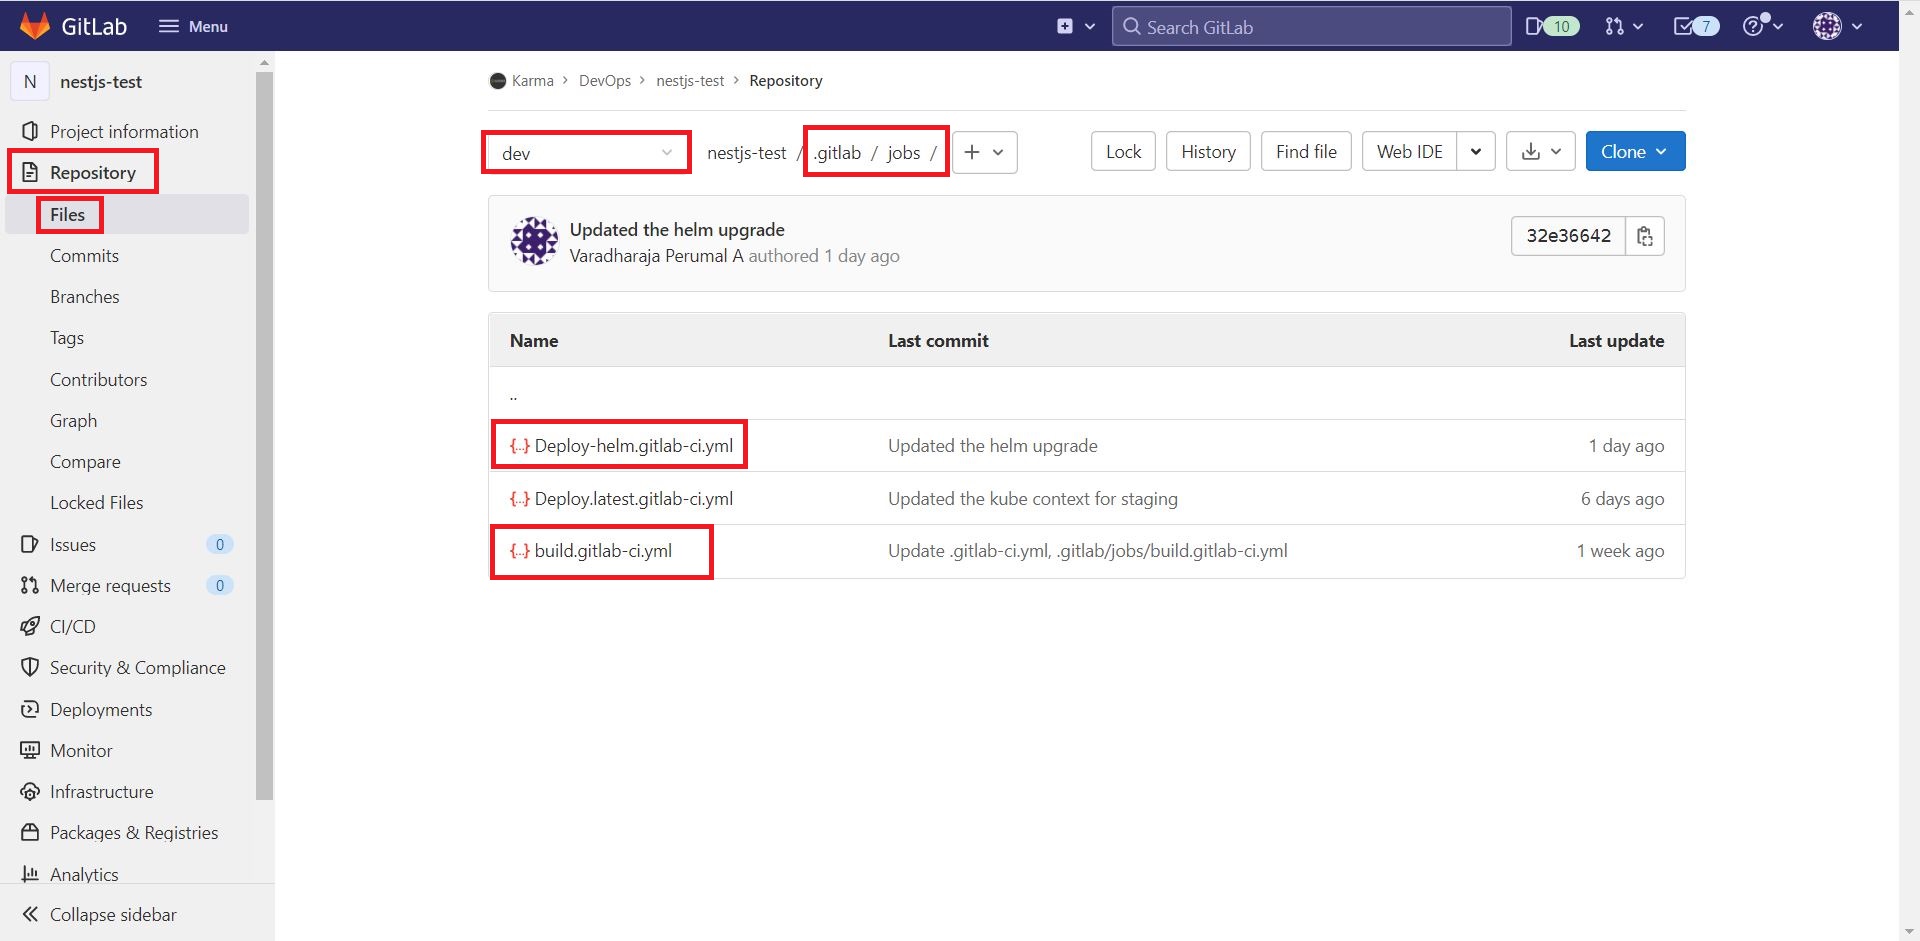 GitLab Menu Search GitLab 10 7
N nestjs-test
Project information
Repository
Files
Commits
Branches
Tags
Contributors
Graph
Compare
Locked Files
Issues 0
Merge requests 0
CI/CD
Security & Compliance
Deployments
Monitor
Infrastructure
Packages & Registries
Analytics
Collapse sidebar
Karma > DevOps > nestjs-test > Repository
dev nestjs-test / .gitlab / jobs / + Lock History Find file Web IDE Clone
Updated the helm upgrade
Varadharaja Perumal A authored 1 day ago
32e36642
Name Last commit Last update
..
{..} Deploy-helm.gitlab-ci.yml Updated the helm upgrade 1 day ago
{..} Deploy.latest.gitlab-ci.yml Updated the kube context for staging 6 days ago
{..} build.gitlab-ci.yml Update .gitlab-ci.yml, .gitlab/jobs/build.gitlab-ci.yml 1 week ago